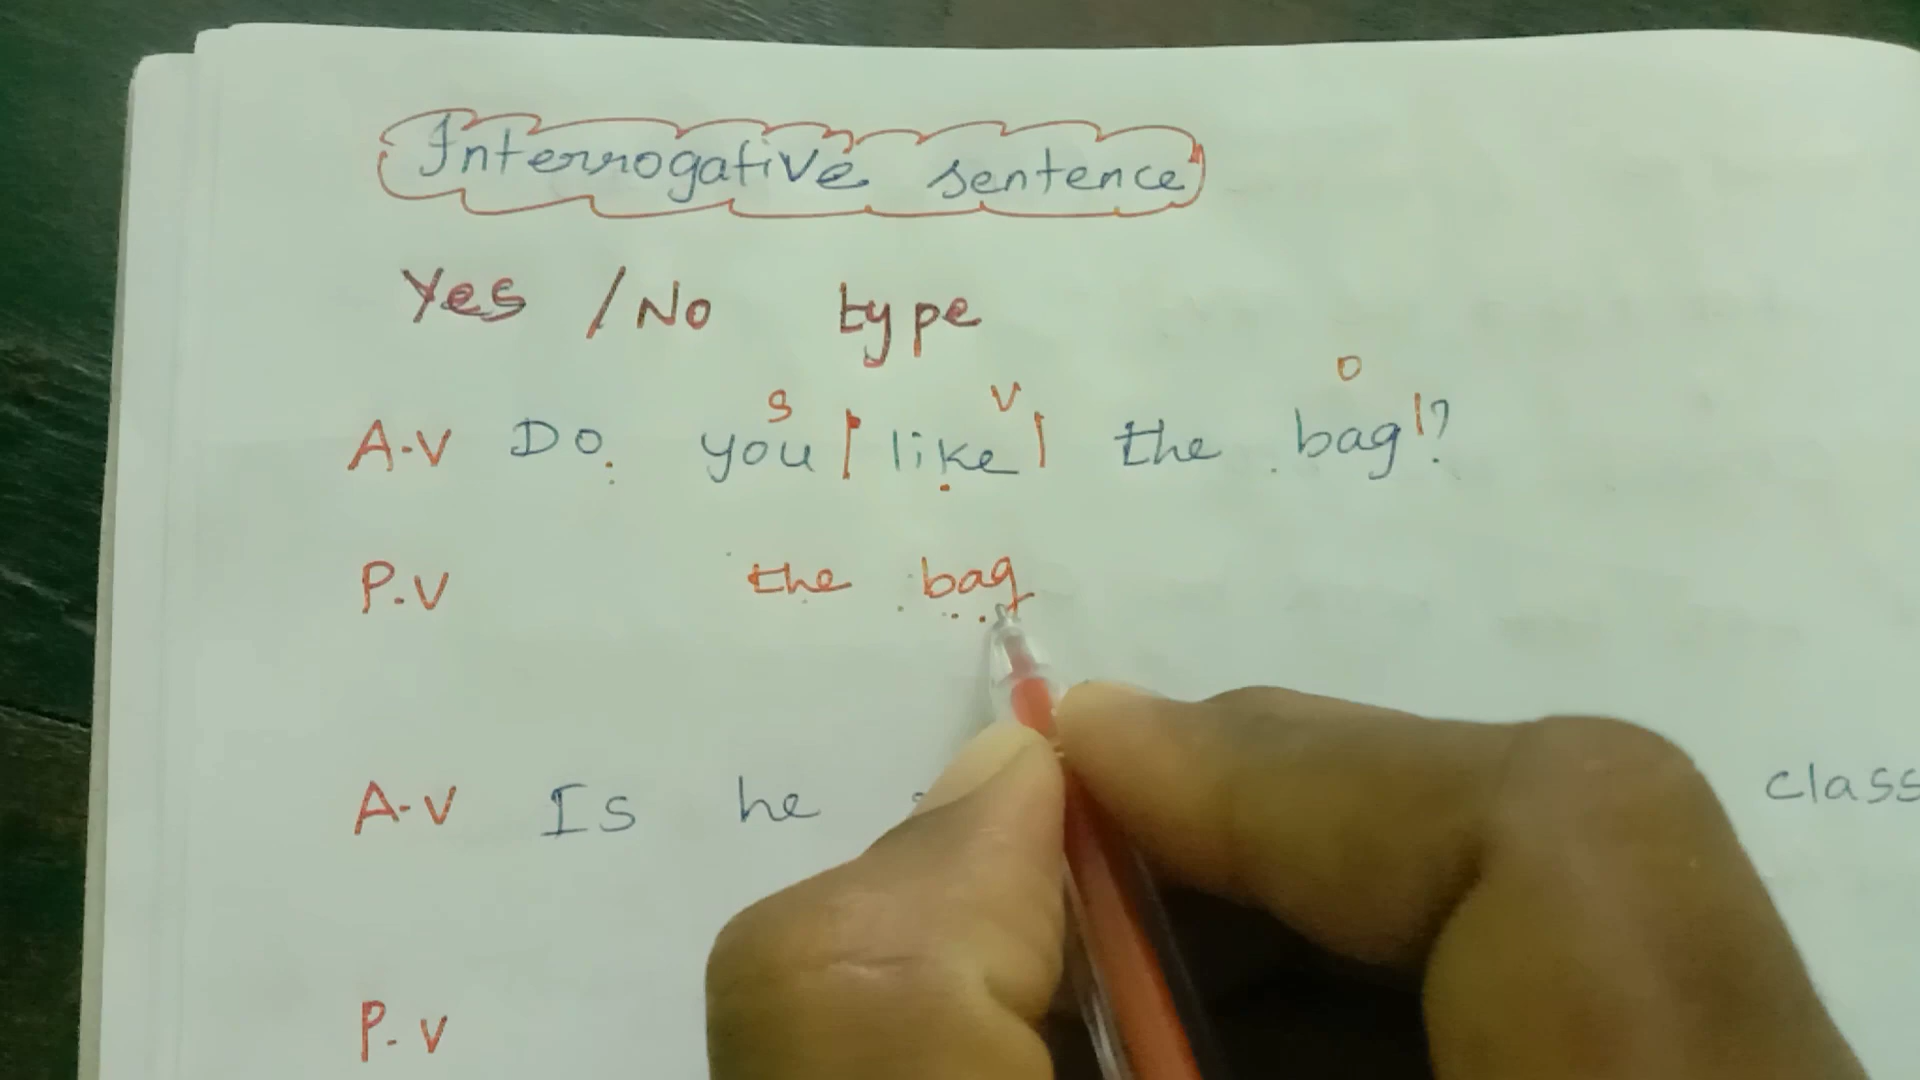 Interrogative sentence
Yes / No type
S V O
A.V Do you | like | the bag |?
P.V the bag
A.V Is he class
P.V